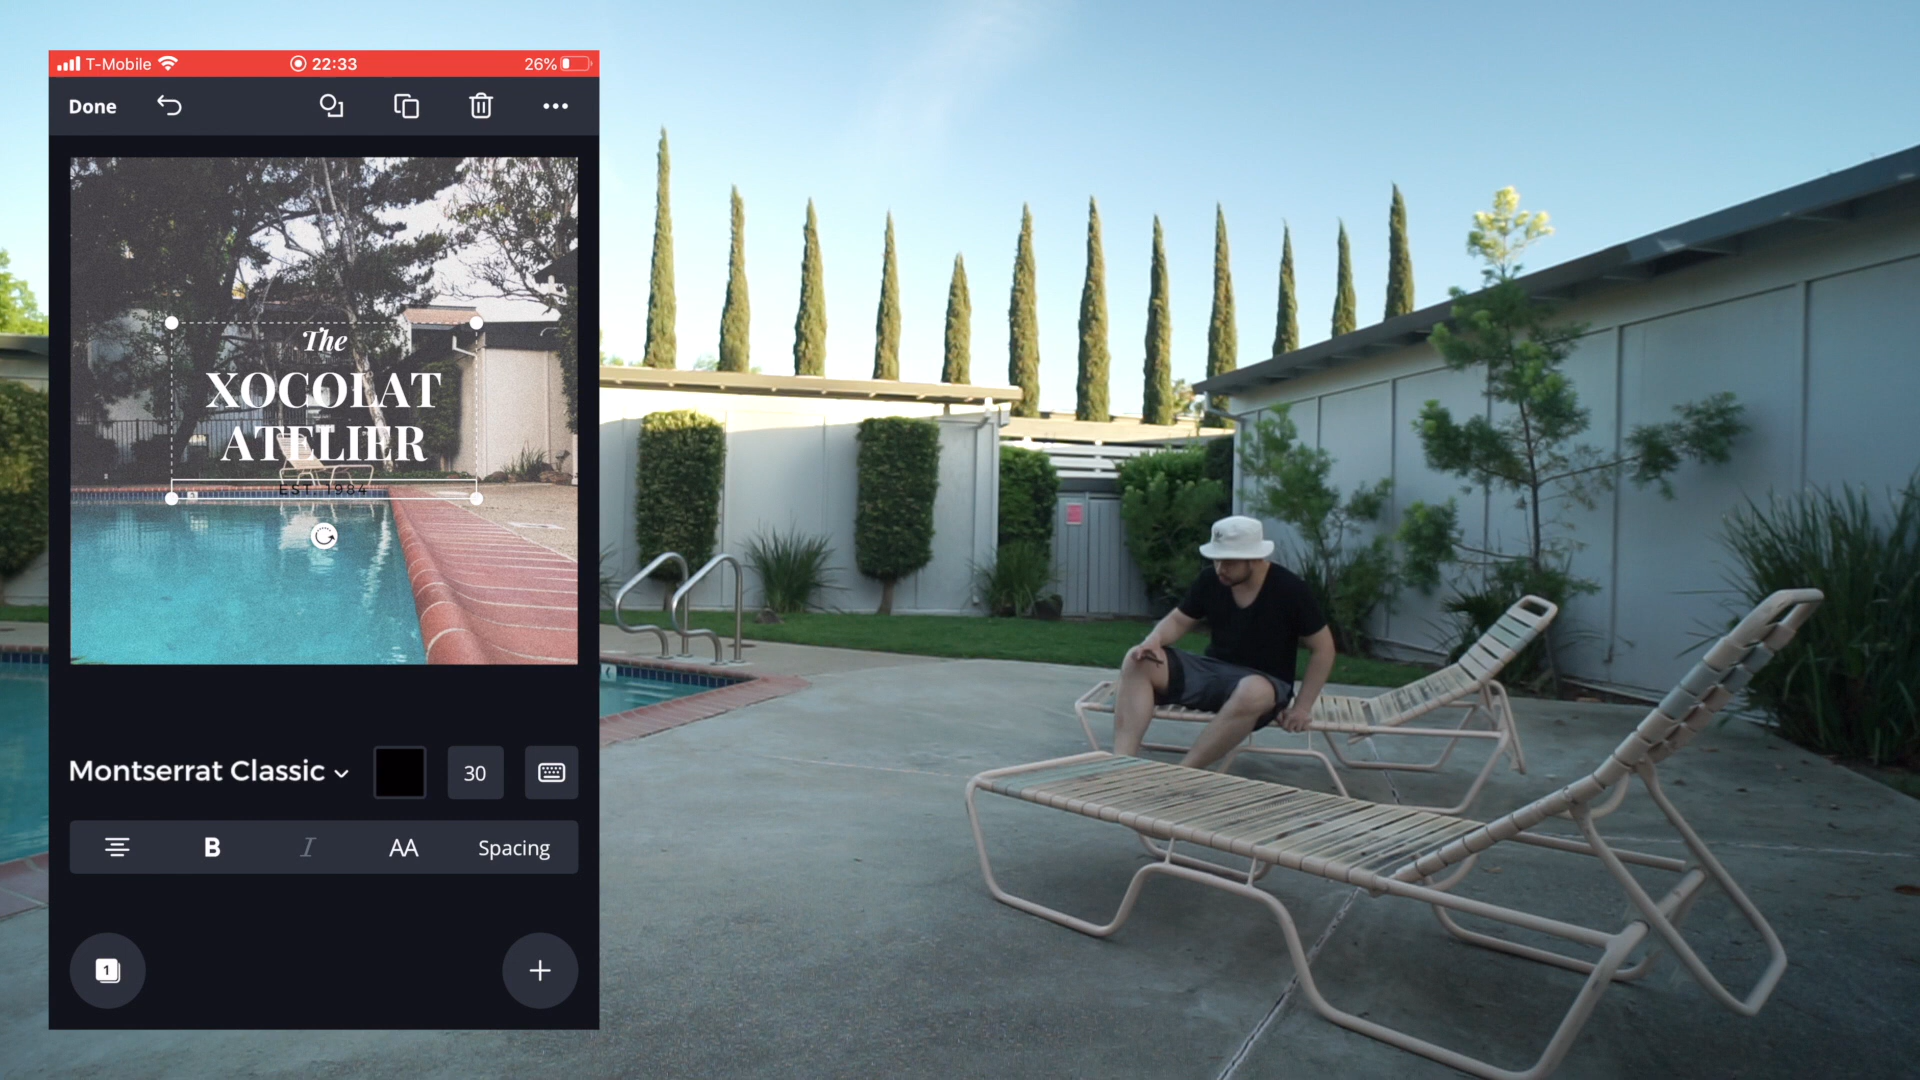 T-Mobile 22:33 26%
Done
The
XOCOLAT
ATELIER
EST. 1984
Montserrat Classic 30
B I AA Spacing
1